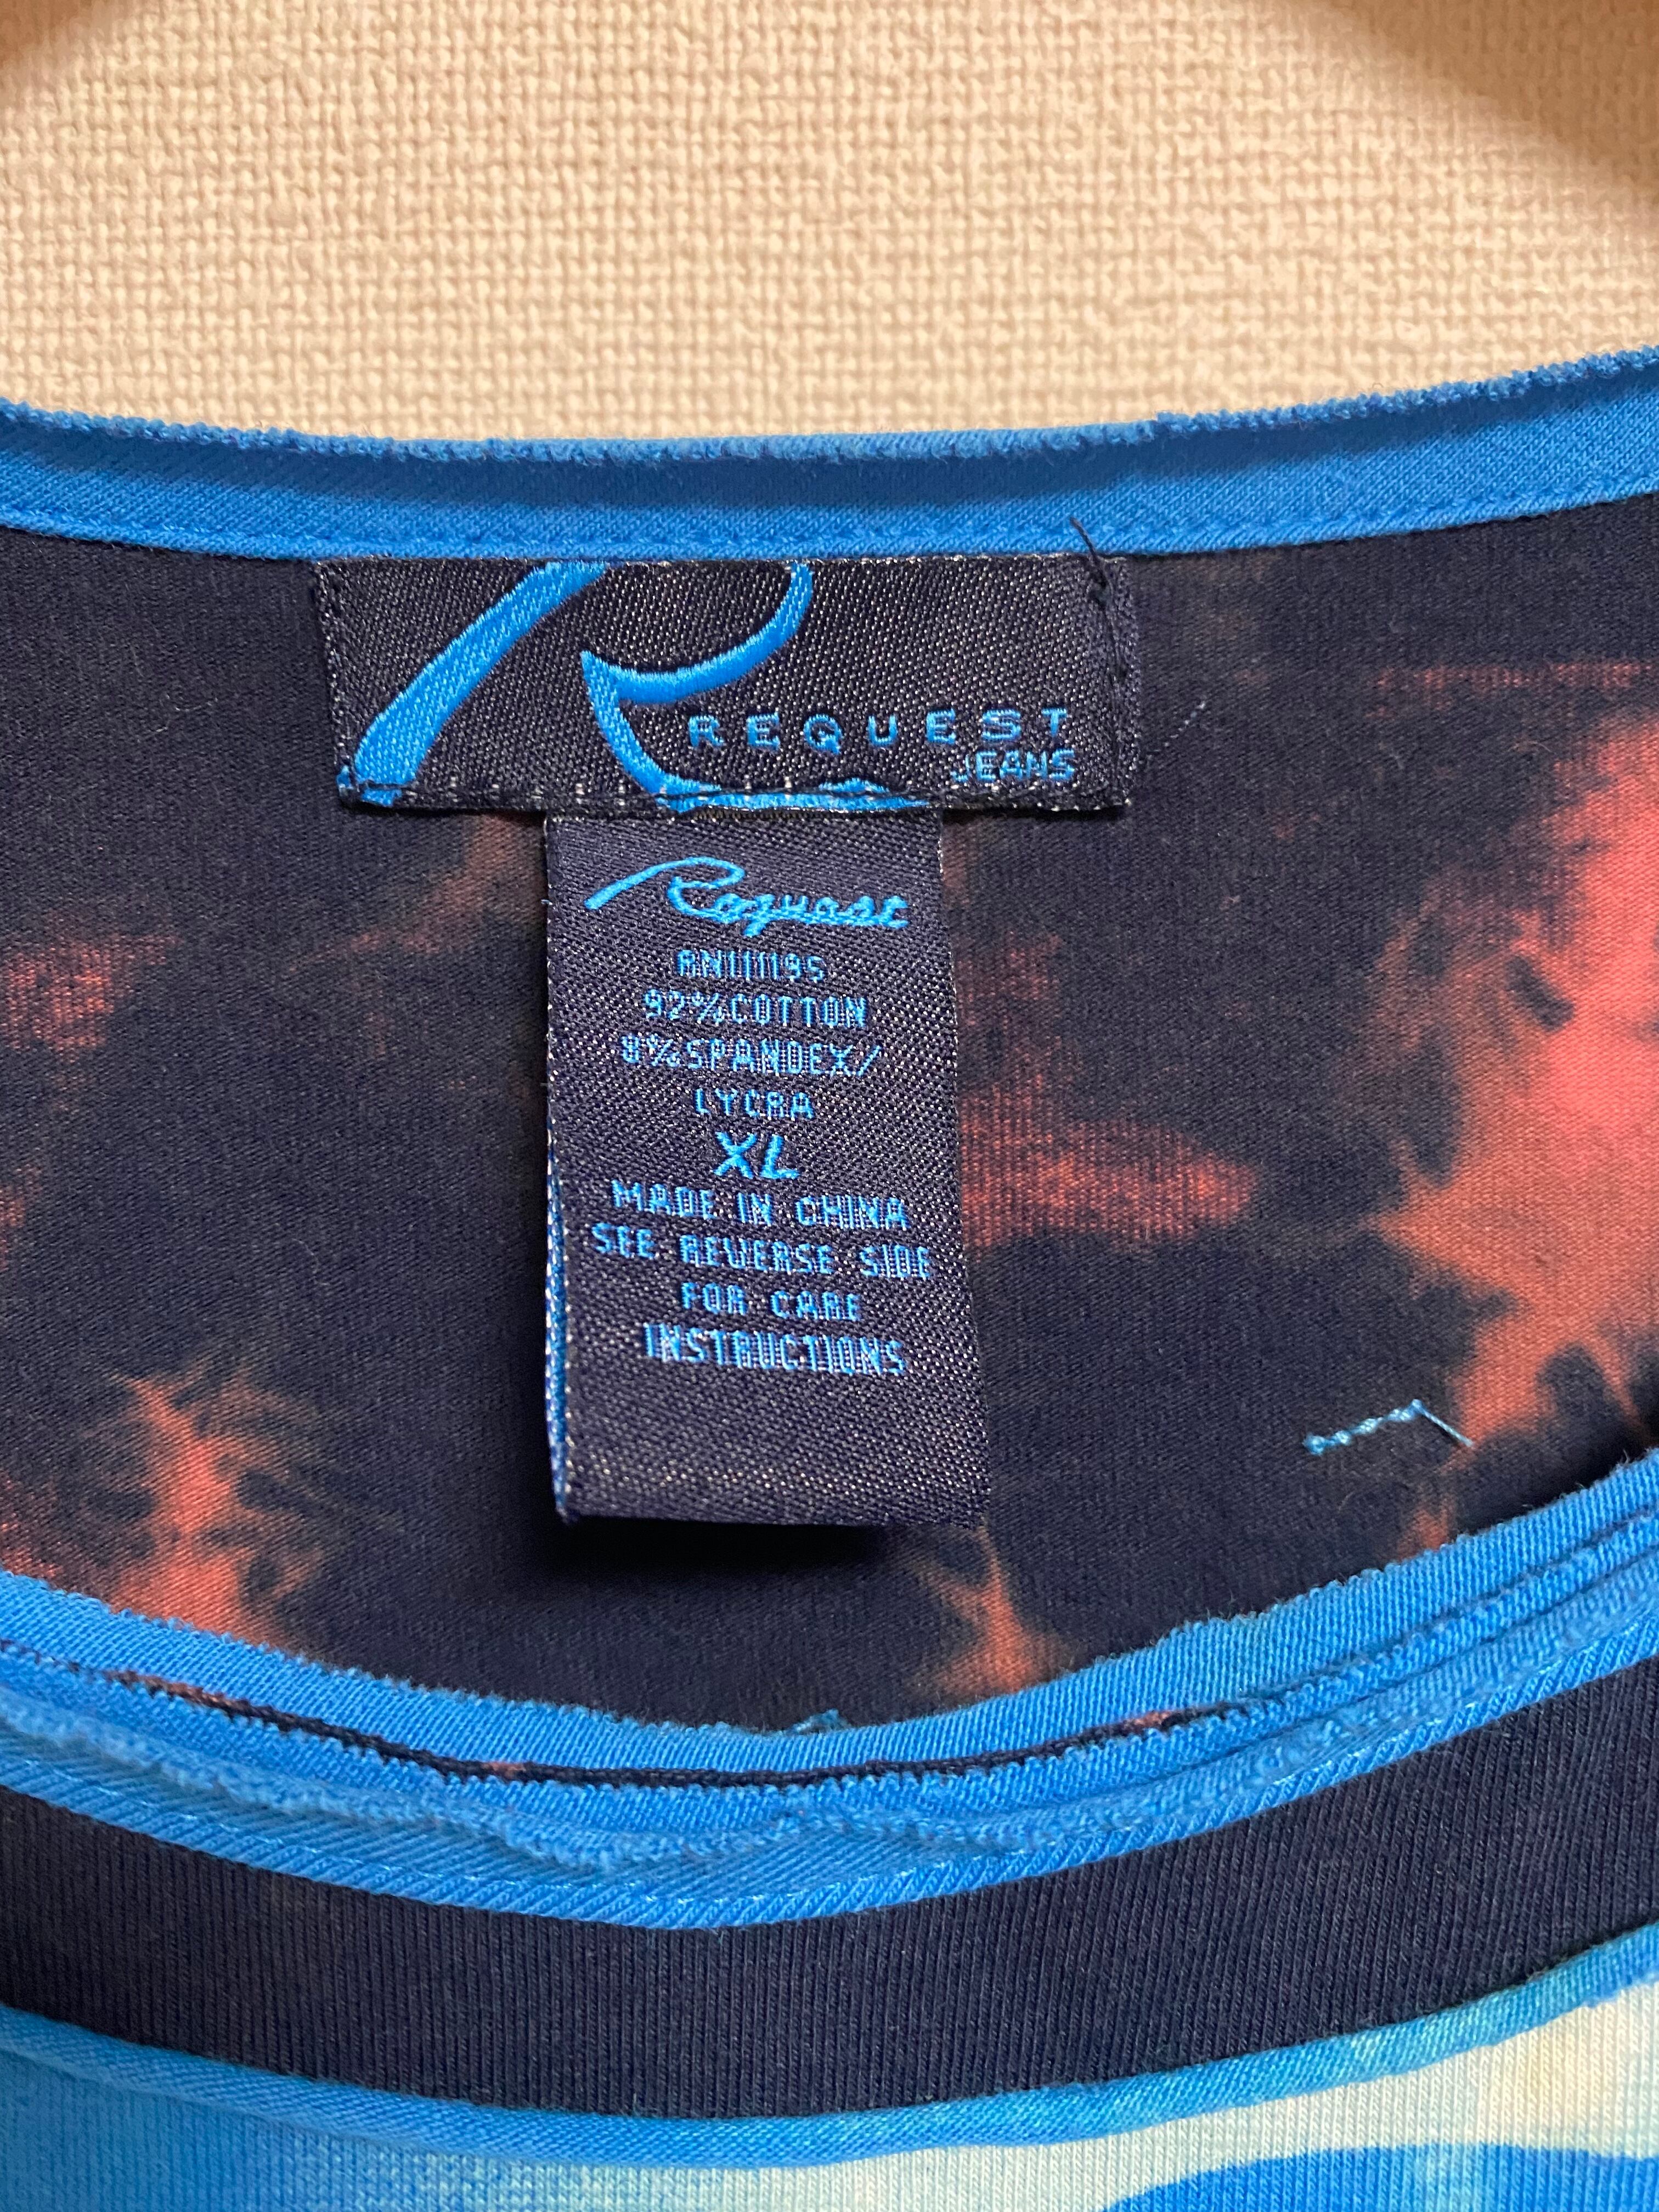 R
REQUEST
JEANS
Request
RN111195
92%COTTON
8%SPANDEX/
LYCRA
XL
MADE IN CHINA
SEE REVERSE SIDE
FOR CARE
INSTRUCTIONS